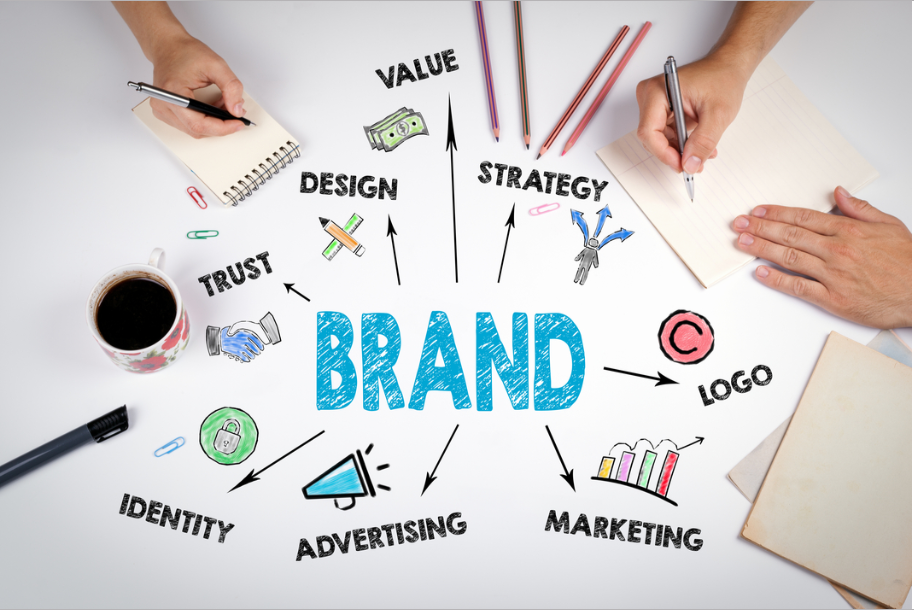 VALUE
DESIGN
STRATEGY
TRUST
BRAND
LOGO
IDENTITY
ADVERTISING
MARKETING